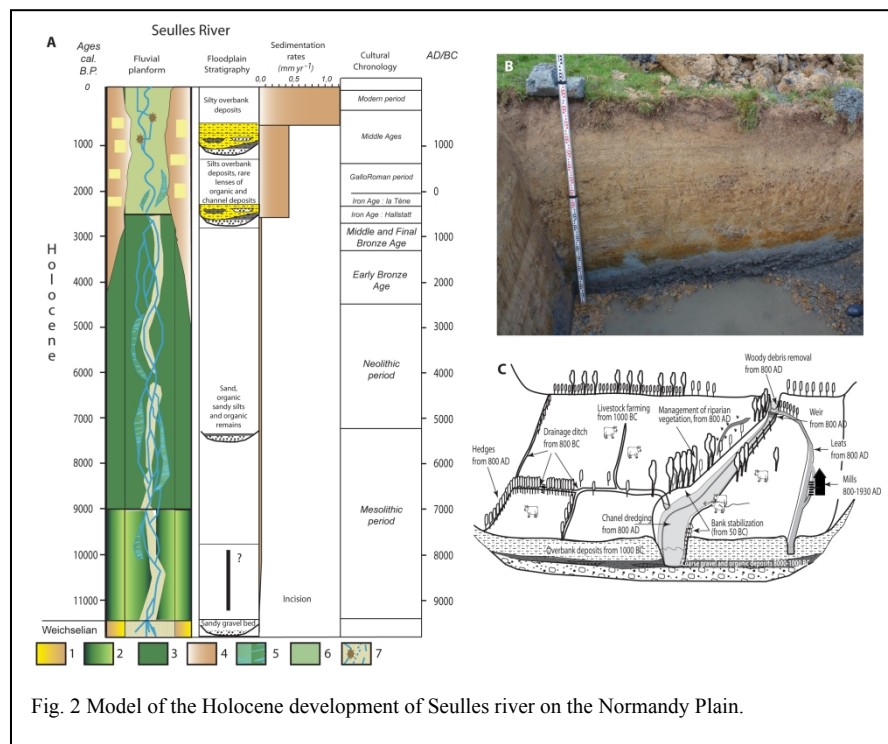 Seulles River
A
Ages
cal.
B.P.
Fluvial
planform
Floodplain
Stratigraphy
Sedimentation
rates
(mm yr⁻¹)
0,0
0,5
1,0
Cultural
Chronology
AD/BC
0
1000
2000
3000
4000
5000
6000
7000
8000
9000
10000
11000
Holocene
Weichselian
Silty overbank
deposits
Silts overbank
deposits, rare
lenses of
organic and
channel deposits
Sand,
organic
sandy silts
and organic
remains
?
Sandy gravel bed
Incision
Modern period
Middle Ages
GalloRoman period
Iron Age : la Tène
Iron Age : Hallstatt
Middle and Final
Bronze Age
Early Bronze
Age
Neolithic
period
Mesolithic
period
1000
0
1000
2000
3000
4000
5000
6000
7000
8000
9000
1
2
3
4
5
6
7
B
C
Woody debris removal
from 800 AD
Livestock farming
from 1000 BC
Management of riparian
vegetation, from 800 AD
Weir
from 800 AD
Drainage ditch
from 800 BC
Leats
from 800 AD
Hedges
from 800 AD
Mills
800-1930 AD
Chanel dredging
from 800 AD
Bank stabilization
(from 50 BC)
Overbank deposits from 1000 BC
Coarse gravel and organic deposits 8000-1000 BC
Fig. 2 Model of the Holocene development of Seulles river on the Normandy Plain.